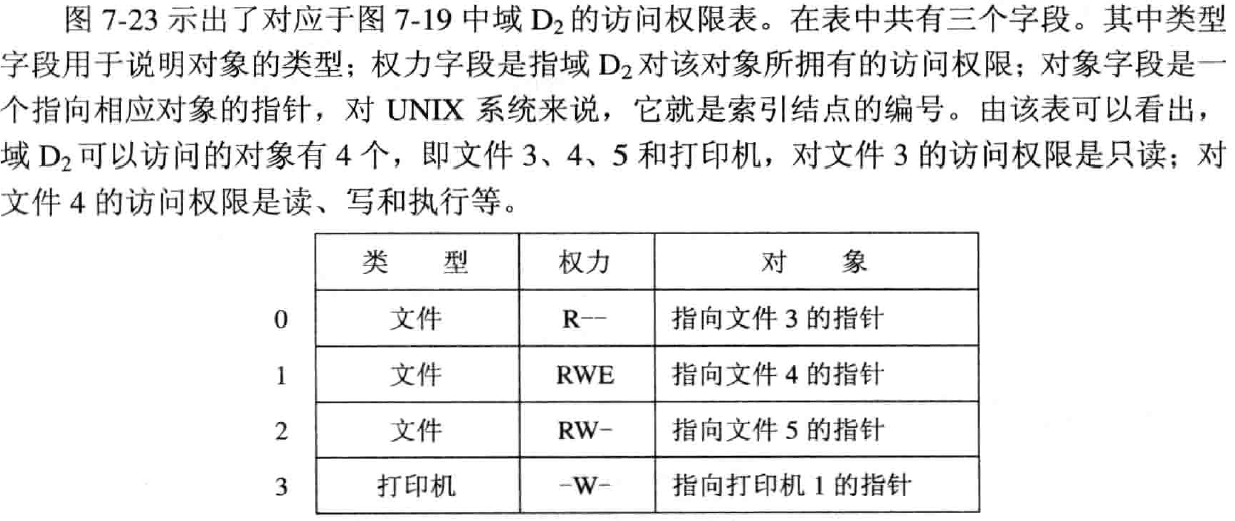 图 7-23 示出了对应于图 7-19 中域 D₂ 的访问权限表。在表中共有三个字段。其中类型
字段用于说明对象的类型；权力字段是指域 D₂ 对该对象所拥有的访问权限；对象字段是一
个指向相应对象的指针，对 UNIX 系统来说，它就是索引结点的编号。由该表可以看出，
域 D₂ 可以访问的对象有 4 个，即文件 3、4、5 和打印机，对文件 3 的访问权限是只读；对
文件 4 的访问权限是读、写和执行等。
类 型 权力 对 象
0 文件 R-- 指向文件 3 的指针
1 文件 RWE 指向文件 4 的指针
2 文件 RW- 指向文件 5 的指针
3 打印机 -W- 指向打印机 1 的指针